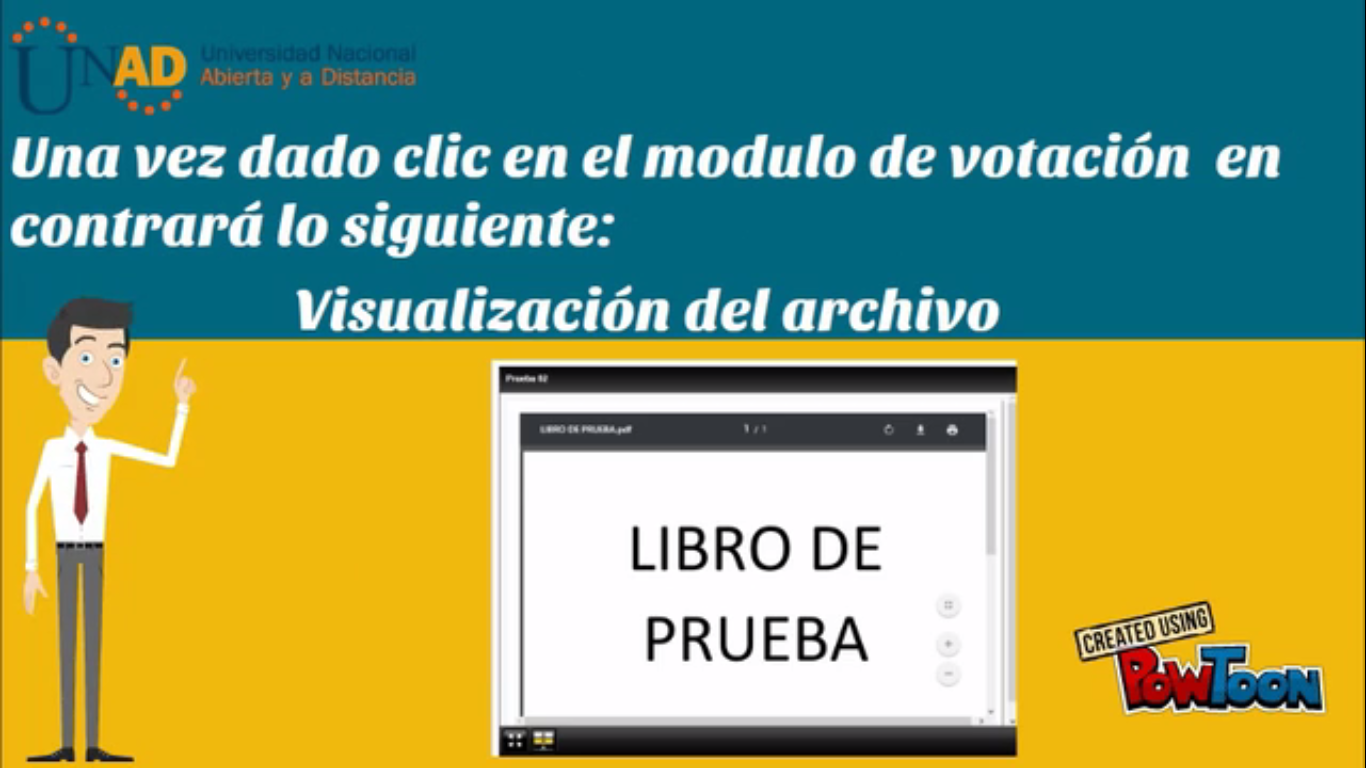 UNAD
Universidad Nacional
Abierta y a Distancia
Una vez dado clic en el modulo de votación en
contrará lo siguiente:
Visualización del archivo
Prueba 02
LIBRO DE PRUEBA.pdf
1 / 1
LIBRO DE
PRUEBA
CREATED USING
POWTOON